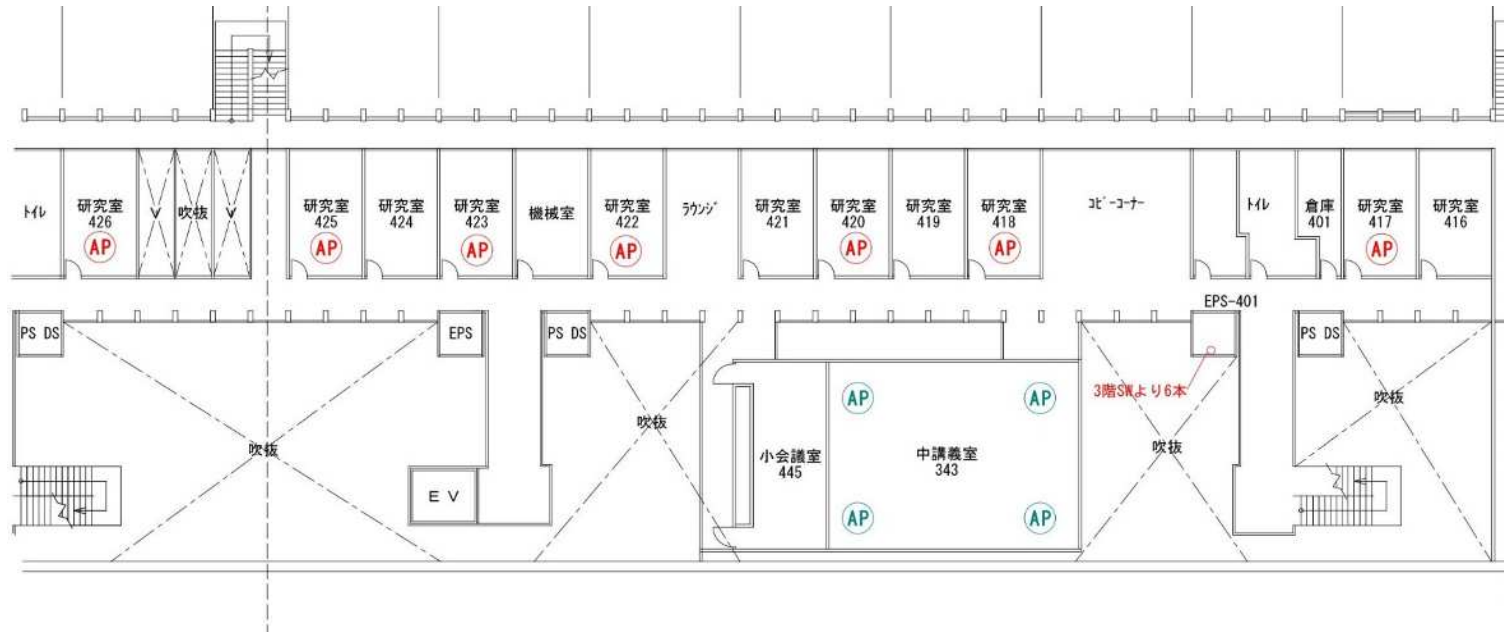 トイレ
研究室
426
AP
吹抜
研究室
425
AP
研究室
424
研究室
423
AP
機械室
研究室
422
AP
ラウンジ
研究室
421
研究室
420
AP
研究室
419
研究室
418
AP
コピーコーナー
トイレ
倉庫
401
研究室
417
AP
研究室
416
EPS-401
PS DS
EPS
PS DS
PS DS
3階SWより6本
吹抜
吹抜
吹抜
吹抜
EV
小会議室
445
中講義室
343
AP
AP
AP
AP